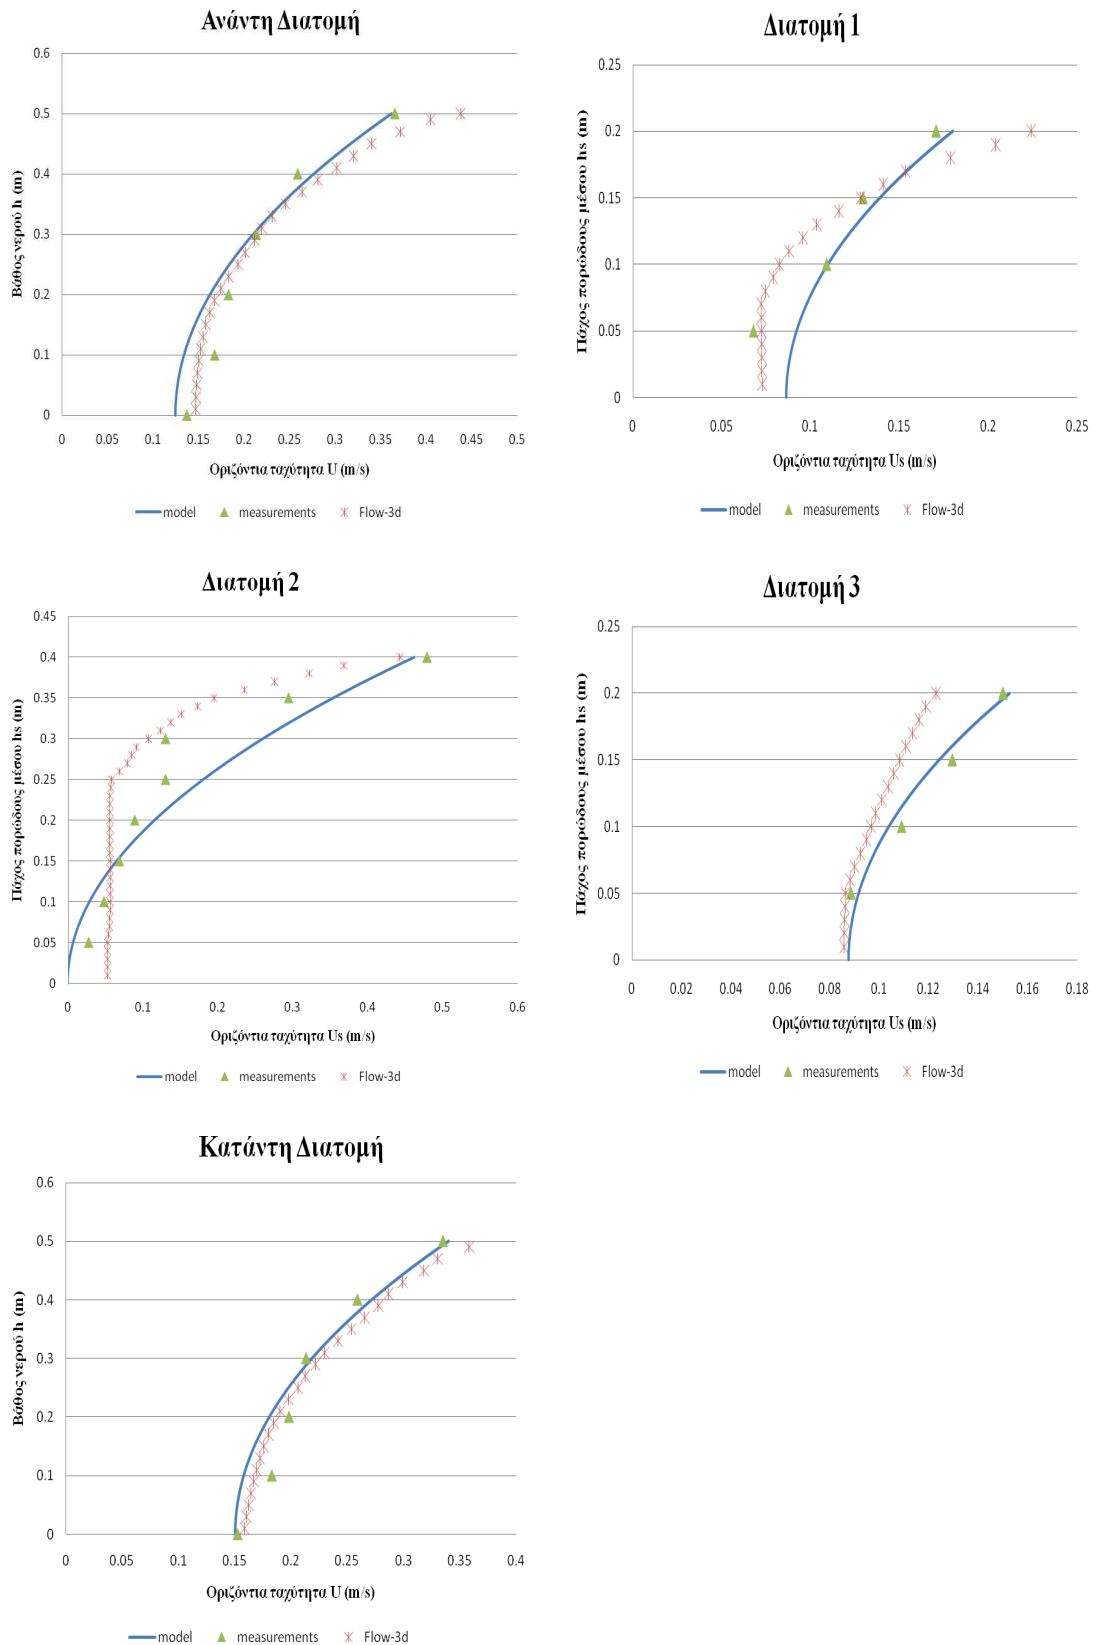 Ανάντη Διατομή
0.6
0.5
0.4
0.3
0.2
0.1
0
Βάθος νερού h (m)
0 0.05 0.1 0.15 0.2 0.25 0.3 0.35 0.4 0.45 0.5
Οριζόντια ταχύτητα U (m/s)
model measurements Flow-3d
Διατομή 1
0.25
0.2
0.15
0.1
0.05
0
Πάχος πορώδους μέσου hs (m)
0 0.05 0.1 0.15 0.2 0.25
Οριζόντια ταχύτητα Us (m/s)
model measurements Flow-3d
Διατομή 2
0.45
0.4
0.35
0.3
0.25
0.2
0.15
0.1
0.05
0
Πάχος πορώδους μέσου hs (m)
0 0.1 0.2 0.3 0.4 0.5 0.6
Οριζόντια ταχύτητα Us (m/s)
model measurements Flow-3d
Διατομή 3
0.25
0.2
0.15
0.1
0.05
0
Πάχος πορώδους μέσου hs (m)
0 0.02 0.04 0.06 0.08 0.1 0.12 0.14 0.16 0.18
Οριζόντια ταχύτητα Us (m/s)
model measurements Flow-3d
Κατάντη Διατομή
0.6
0.5
0.4
0.3
0.2
0.1
0
Βάθος νερού h (m)
0 0.05 0.1 0.15 0.2 0.25 0.3 0.35 0.4
Οριζόντια ταχύτητα U (m/s)
model measurements Flow-3d